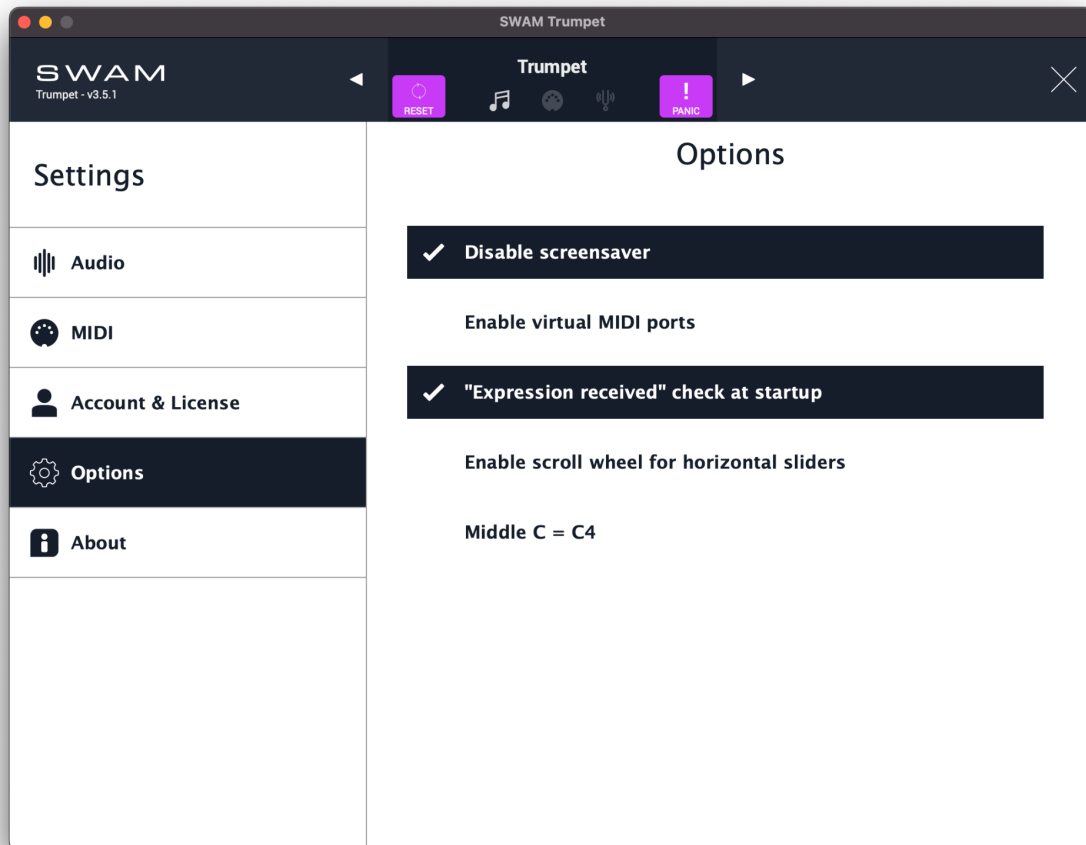 SWAM Trumpet
SWAM
Trumpet - v3.5.1
Trumpet
RESET
PANIC
Settings
Audio
MIDI
Account & License
Options
About
Options
Disable screensaver
Enable virtual MIDI ports
"Expression received" check at startup
Enable scroll wheel for horizontal sliders
Middle C = C4